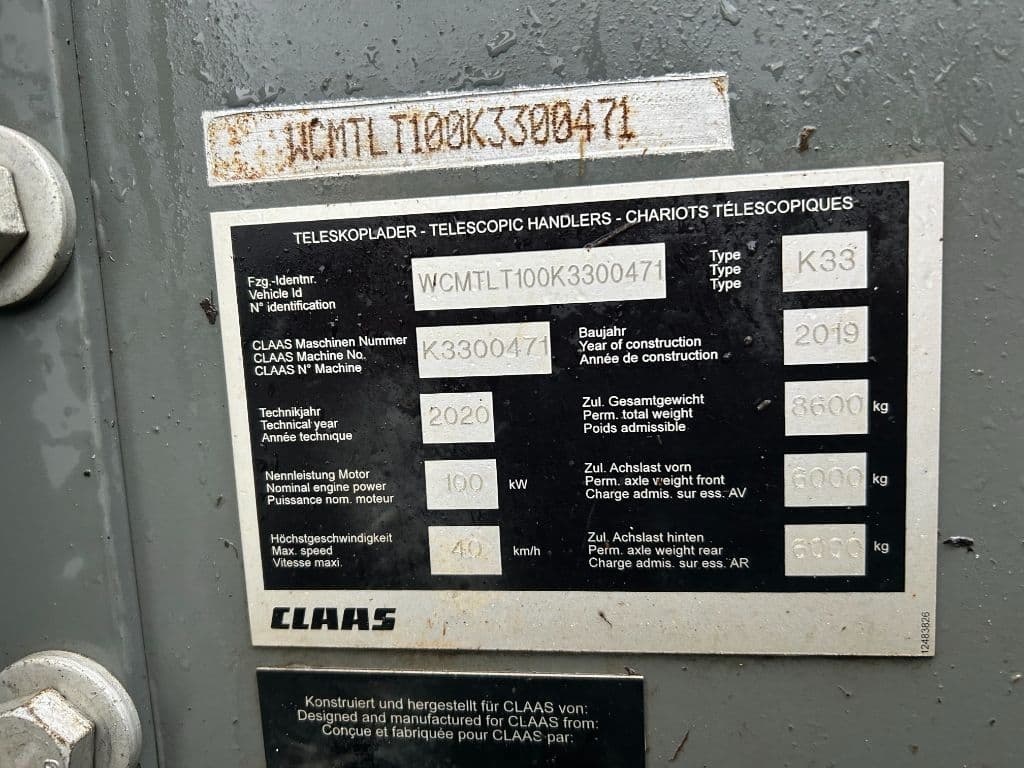 WCMTLT100K3300471
TELESKOPLADER - TELESCOPIC HANDLERS - CHARIOTS TÉLESCOPIQUES
Fzg.-Identnr.
Vehicle Id
N° identification
WCMTLT100K3300471
Type
Type
Type
K33
CLAAS Maschinen Nummer
CLAAS Machine No.
CLAAS N° Machine
K3300471
Baujahr
Year of construction
Année de construction
2019
Technikjahr
Technical year
Année technique
2020
Zul. Gesamtgewicht
Perm. total weight
Poids admissible
8600 kg
Nennleistung Motor
Nominal engine power
Puissance nom. moteur
100 kW
Zul. Achslast vorn
Perm. axle weight front
Charge admis. sur ess. AV
6000 kg
Höchstgeschwindigkeit
Max. speed
Vitesse maxi.
40 km/h
Zul. Achslast hinten
Perm. axle weight rear
Charge admis. sur ess. AR
6000 kg
CLAAS
12483826
Konstruiert und hergestellt für CLAAS von:
Designed and manufactured for CLAAS from:
Conçue et fabriquée pour CLAAS par: